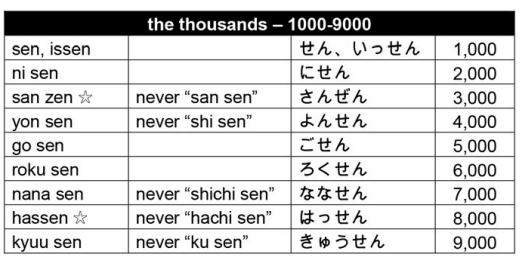 the thousands – 1000-9000
sen, issen せん、いっせん 1,000
ni sen にせん 2,000
san zen ☆ never “san sen” さんぜん 3,000
yon sen never “shi sen” よんせん 4,000
go sen ごせん 5,000
roku sen ろくせん 6,000
nana sen never “shichi sen” ななせん 7,000
hassen ☆ never “hachi sen” はっせん 8,000
kyuu sen never “ku sen” きゅうせん 9,000